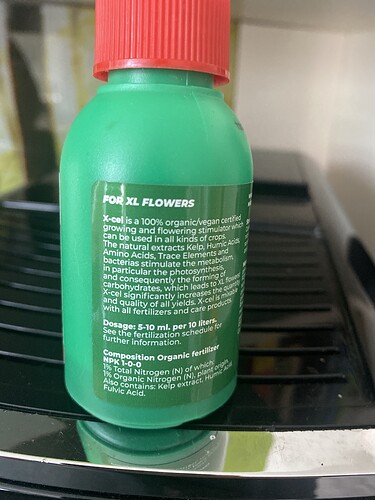 FOR XL FLOWERS
X-cel is a 100% organic/vegan certified
growing and flowering stimulator which
can be used in all kinds of crops.
The natural extracts Kelp, Humic Acids,
Amino Acids, Trace Elements and
bacterias stimulate the metabolism,
in particular the photosynthesis,
and consequently the forming of
carbohydrates, which leads to XL flowers.
X-cel significantly increases the quantity
and quality of all yields. X-cel is mixable
with all fertilizers and care products.
Dosage: 5-10 ml. per 10 liters.
See the fertilization schedule for
further information.
Composition Organic fertilizer
NPK 1-0-0
1% Total Nitrogen (N) of which:
1% Organic Nitrogen (N), plant origin.
Also contains: Kelp extract, Humic Acid,
Fulvic Acid.